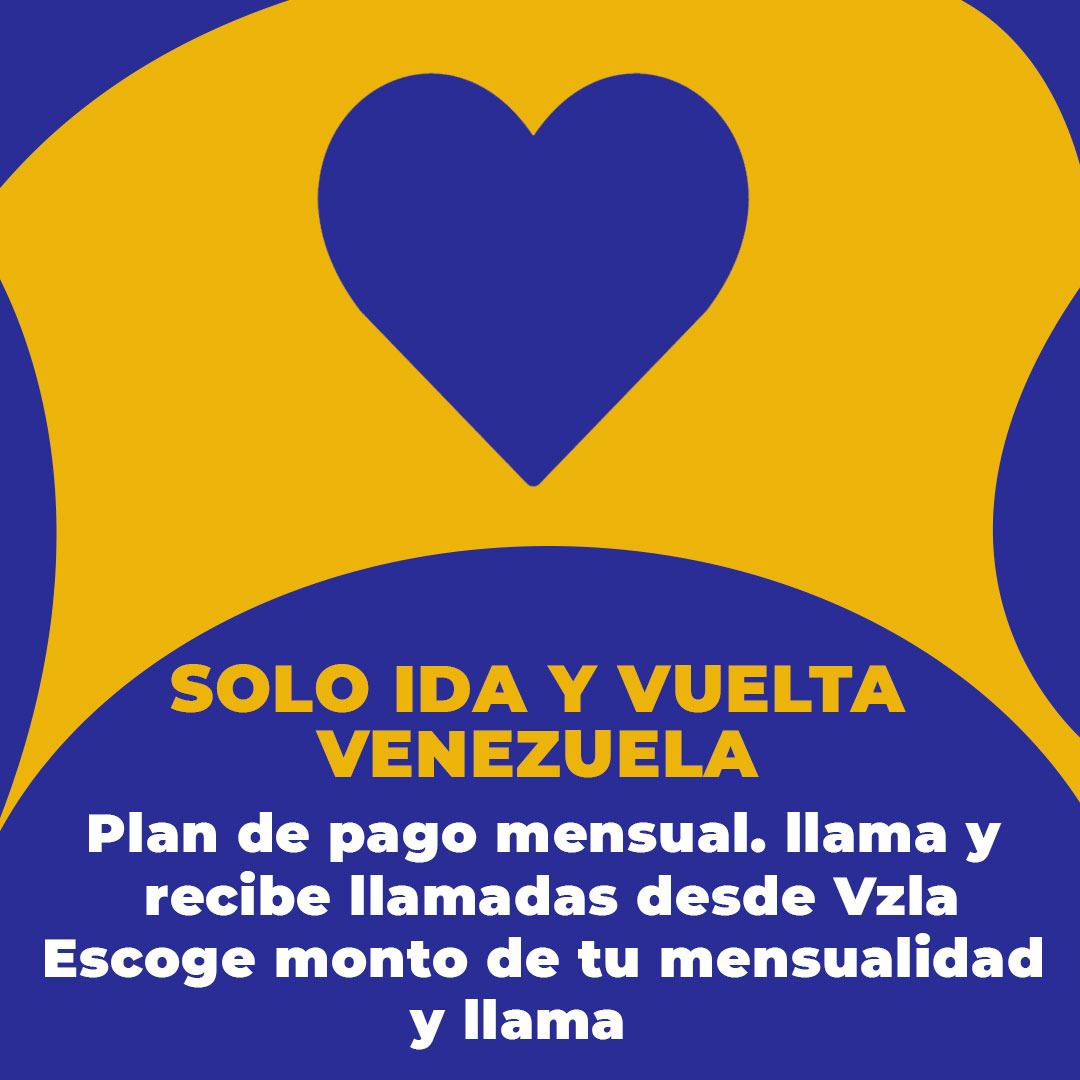 SOLO IDA Y VUELTA
VENEZUELA
Plan de pago mensual. llama y
recibe llamadas desde Vzla
Escoge monto de tu mensualidad
y llama